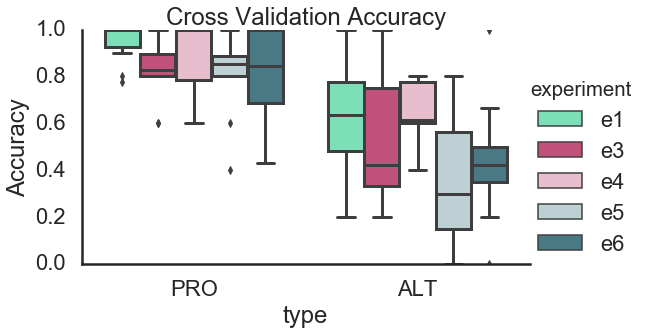 Cross Validation Accuracy
1.0
0.8
0.6
0.4
0.2
0.0
Accuracy
PRO
ALT
type
experiment
e1
e3
e4
e5
e6